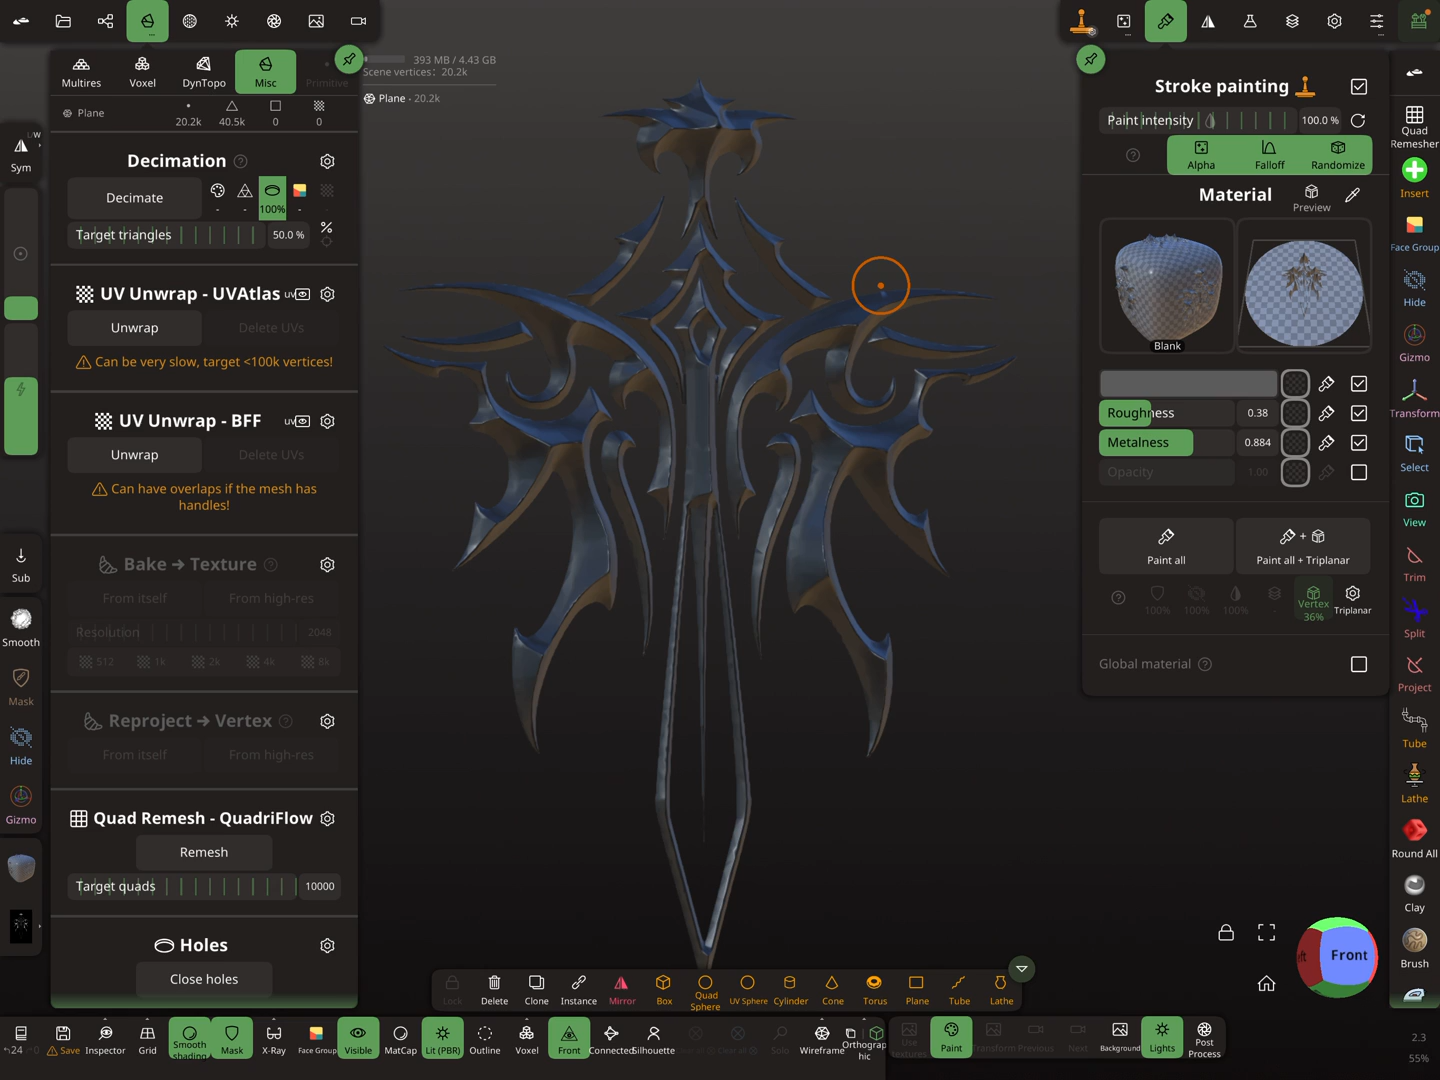 393 MB / 4.43 GB
Scene vertices: 20.2k
Plane - 20.2k
Multires
Voxel
DynTopo
Misc
Primitive
Plane
20.2k
40.5k
0
0
Decimation
Decimate
-
-
100%
-
Target triangles
50.0 %
%
UV Unwrap - UVAtlas
uv
Unwrap
Delete UVs
Can be very slow, target <100k vertices!
UV Unwrap - BFF
uv
Unwrap
Delete UVs
Can have overlaps if the mesh has
handles!
Bake → Texture
From itself
From high-res
Resolution
2048
512
1k
2k
4k
8k
Reproject → Vertex
From itself
From high-res
Quad Remesh - QuadriFlow
Remesh
Target quads
10000
Holes
Close holes
Sym
Sub
Smooth
Mask
Hide
Gizmo
Stroke painting
Paint intensity
100.0 %
Alpha
Falloff
Randomize
Material
Preview
Blank
Roughness
0.38
Metalness
0.884
Opacity
1.00
Paint all
+
Paint all + Triplanar
100%
100%
100%
-
Vertex
36%
Triplanar
Global material
Quad
Remesher
Insert
Face Group
Hide
Gizmo
Transform
Select
View
Trim
Split
Project
Tube
Lathe
Round All
Clay
Brush
Front
Lock
Delete
Clone
Instance
Mirror
Box
Quad
Sphere
UV Sphere
Cylinder
Cone
Torus
Plane
Tube
Lathe
24
0
Save
Inspector
Grid
Smooth
shading
Mask
X-Ray
Face Group
Visible
MatCap
Lit (PBR)
Outline
Voxel
Front
Connected
Silhouette
Solo
Wireframe
Orthograp
hic
Use
textures
Paint
Transform
Previous
Next
Background
Lights
Post
Process
2.3
55%